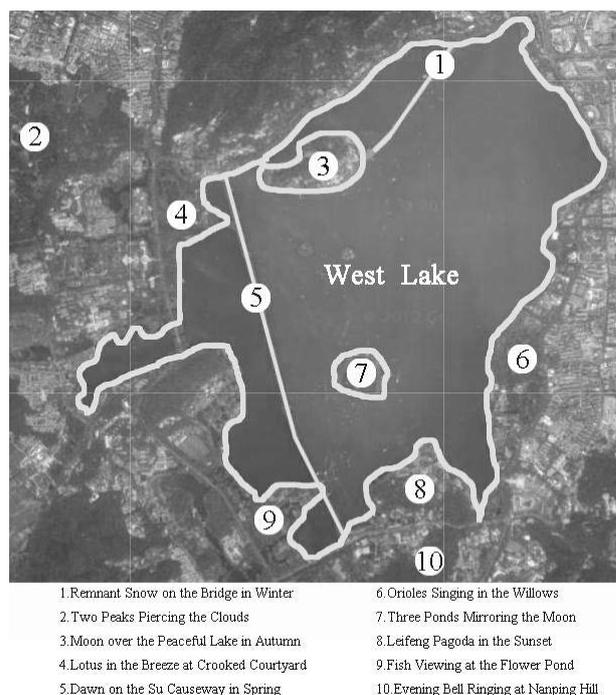 1
2
3
4
West Lake
5
6
7
8
9
10
1.Remnant Snow on the Bridge in Winter
2.Two Peaks Piercing the Clouds
3.Moon over the Peaceful Lake in Autumn
4.Lotus in the Breeze at Crooked Courtyard
5.Dawn on the Su Causeway in Spring
6.Orioles Singing in the Willows
7.Three Ponds Mirroring the Moon
8.Leifeng Pagoda in the Sunset
9.Fish Viewing at the Flower Pond
10.Evening Bell Ringing at Nanping Hill